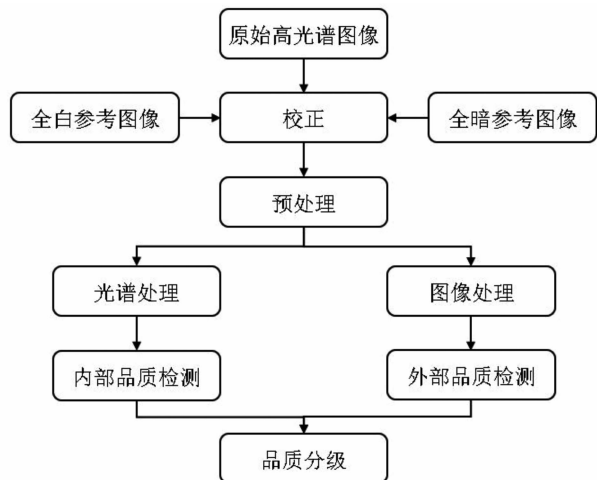 原始高光谱图像
全白参考图像
校正
全暗参考图像
预处理
光谱处理
图像处理
内部品质检测
外部品质检测
品质分级